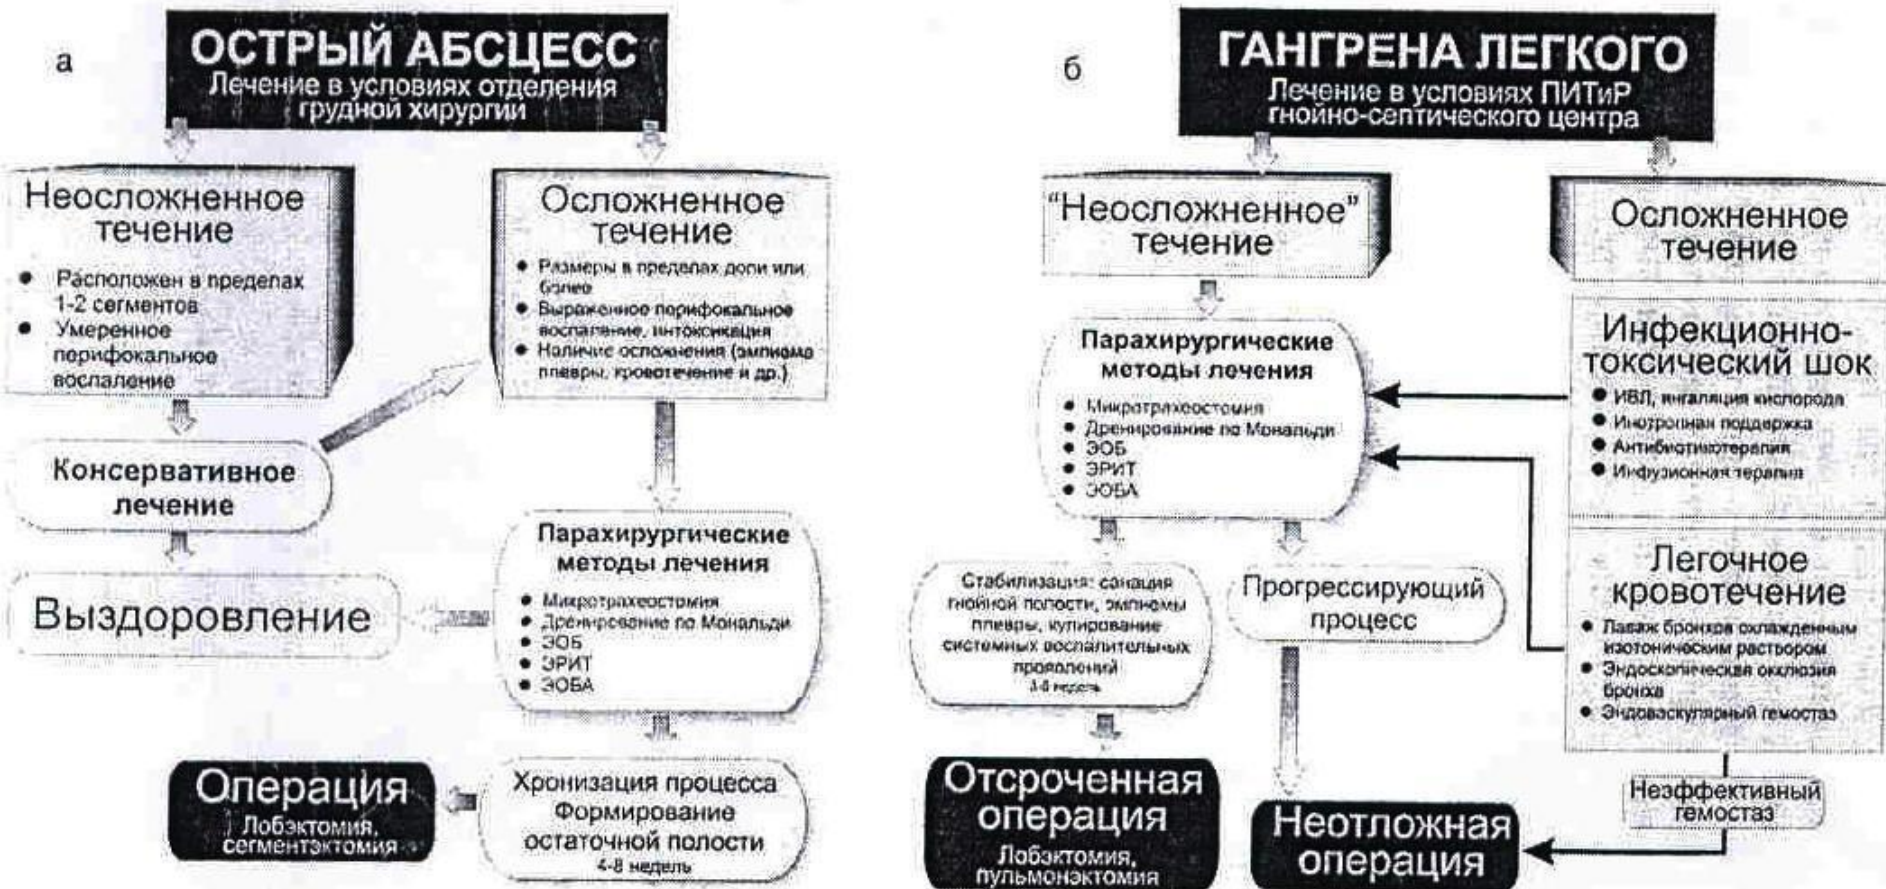 а
ОСТРЫЙ АБСЦЕСС
Лечение в условиях отделения
грудной хирургии
Неосложненное
течение
● Расположен в пределах
1-2 сегментов
● Умеренное
перифокальное
воспаление
Осложненное
течение
● Размеры в пределах доли или
более
● Выраженное перифокальное
воспаление, интоксикация
● Наличие осложнения (эмпиема
плевры, кровотечение и др.)
Консервативное
лечение
Выздоровление
Парахирургические
методы лечения
● Микротрахеостомия
● Дренирование по Мональди
● ЭОБ
● ЭРИТ
● ЭОБА
Хронизация процесса
Формирование
остаточной полости
4-8 недель
Операция
Лобэктомия,
сегментэктомия
б
ГАНГРЕНА ЛЕГКОГО
Лечение в условиях ПИТиР
гнойно-септического центра
"Неосложненное"
течение
Осложненное
течение
Парахирургические
методы лечения
● Микротрахеостомия
● Дренирование по Мональди
● ЭОБ
● ЭРИТ
● ЭОБА
Инфекционно-
токсический шок
● ИВЛ, ингаляция кислорода
● Инотропная поддержка
● Антибиотикотерапия
● Инфузионная терапия
Легочное
кровотечение
● Лаваж бронхов охлажденным
изотоническим раствором
● Эндоскопическая окклюзия
бронха
● Эндоваскулярный гемостаз
Стабилизация: санация
гнойной полости, эмпиемы
плевры, купирование
системных воспалительных
проявлений
недель
Прогрессирующий
процесс
Отсроченная
операция
Лобэктомия,
пульмонэктомия
Неотложная
операция
Неэффективный
гемостаз